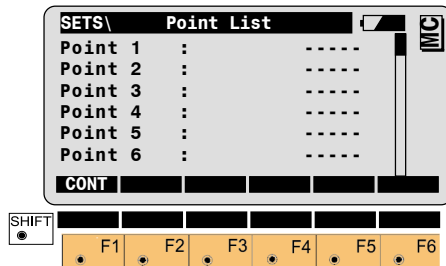 SETS\ Point List
MC
Point 1 : -----
Point 2 : -----
Point 3 : -----
Point 4 : -----
Point 5 : -----
Point 6 : -----
CONT
SHIFT
F1 F2 F3 F4 F5 F6